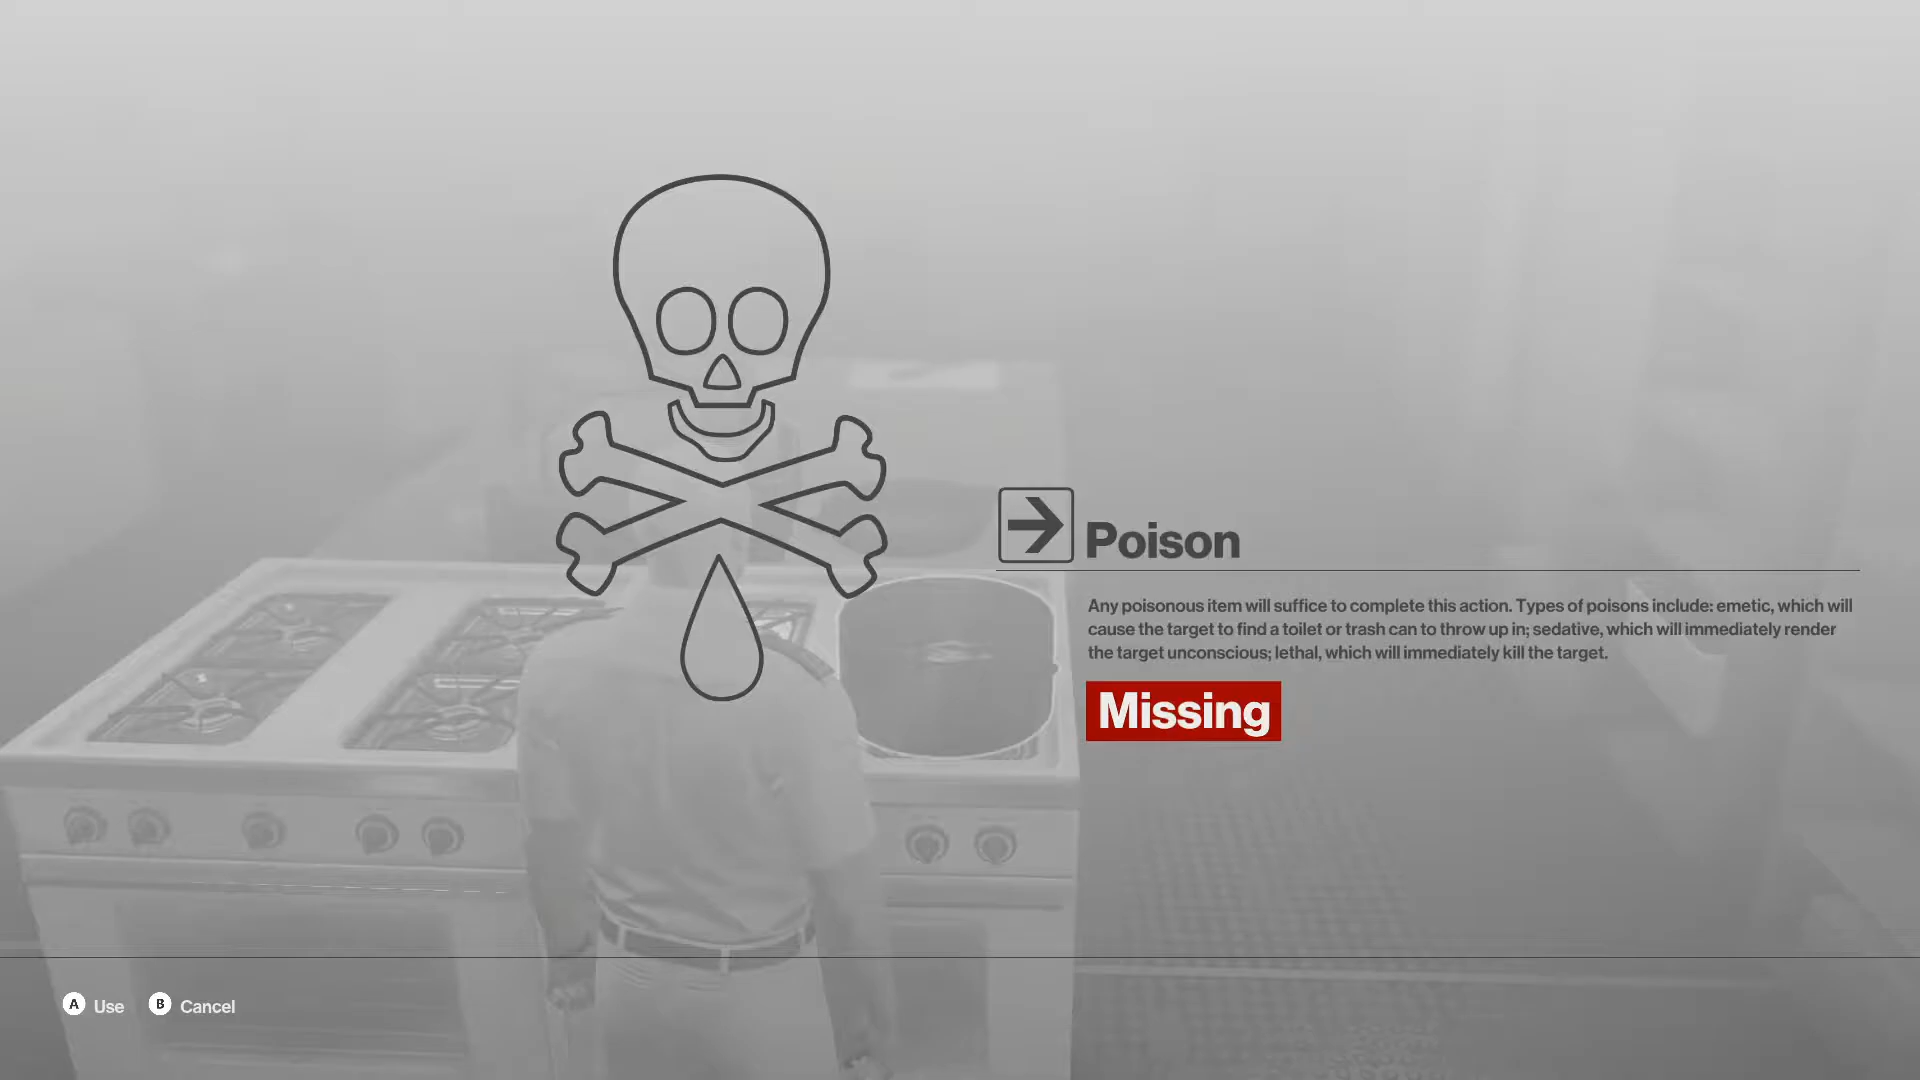 Poison
Any poisonous item will suffice to complete this action. Types of poisons include: emetic, which will
cause the target to find a toilet or trash can to throw up in; sedative, which will immediately render
the target unconscious; lethal, which will immediately kill the target.
Missing
A Use B Cancel